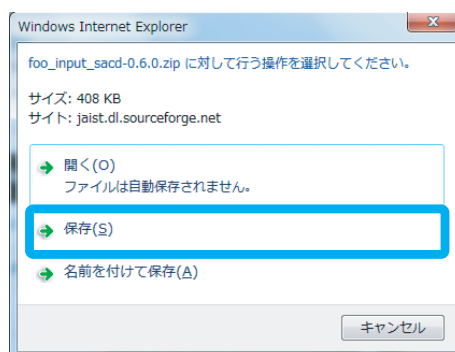 Windows Internet Explorer
foo_input_sacd-0.6.0.zip に対して行う操作を選択してください。
サイズ: 408 KB
サイト: jaist.dl.sourceforge.net
開く(O)
ファイルは自動保存されません。
保存(S)
名前を付けて保存(A)
キャンセル